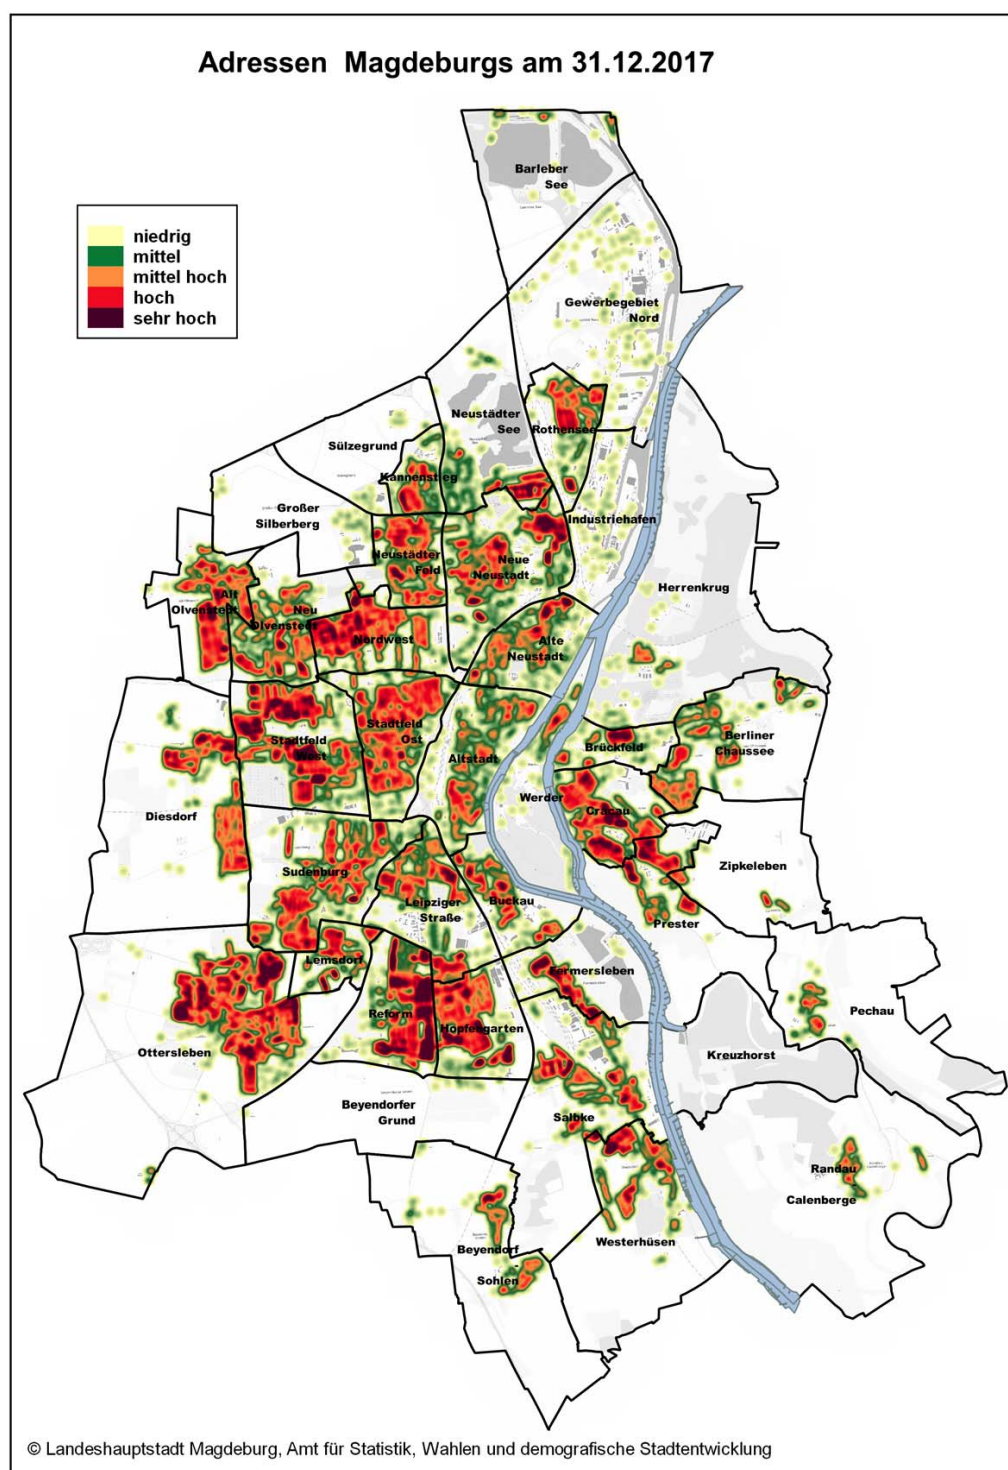 Adressen  Magdeburgs am 31.12.2017
niedrig
mittel
mittel hoch
hoch
sehr hoch
Barleber
See
Gewerbegebiet
Nord
Neustädter
See
Rothensee
Sülzegrund
Kannenstieg
Großer
Silberberg
Industriehafen
Neustädter
Feld
Neue
Neustadt
Herrenkrug
Alt
Olvenstedt
Neu
Olvenstedt
Nordwest
Alte
Neustadt
Stadtfeld
Ost
Stadtfeld
West
Altstadt
Brückfeld
Berliner
Chaussee
Werder
Cracau
Diesdorf
Zipkeleben
Sudenburg
Leipziger
Straße
Buckau
Prester
Lemsdorf
Fermersleben
Reform
Hopfengarten
Pechau
Ottersleben
Kreuzhorst
Beyendorfer
Grund
Salbke
Randau
-
Calenberge
Westerhüsen
Beyendorf
-
Sohlen
© Landeshauptstadt Magdeburg, Amt für Statistik, Wahlen und demografische Stadtentwicklung